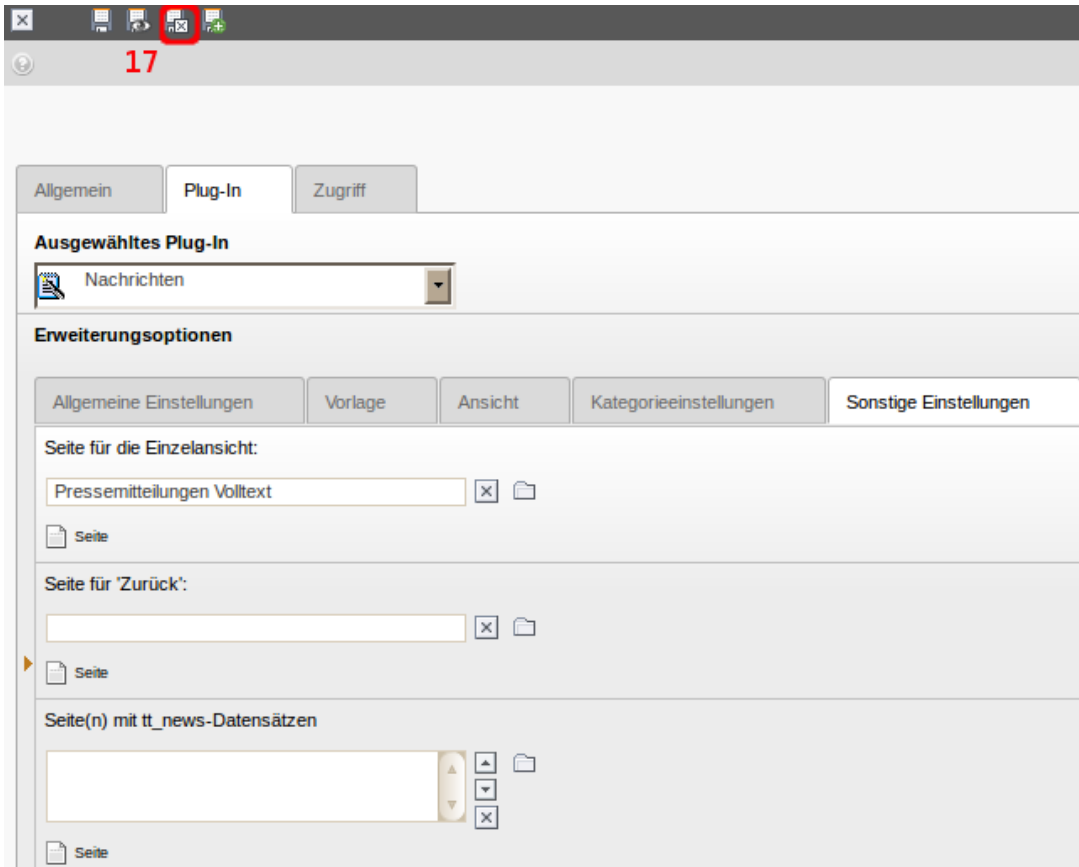 17
Allgemein Plug-In Zugriff
Ausgewähltes Plug-In
Nachrichten
Erweiterungsoptionen
Allgemeine Einstellungen Vorlage Ansicht Kategorieeinstellungen Sonstige Einstellungen
Seite für die Einzelansicht:
Pressemitteilungen Volltext
Seite
Seite für 'Zurück':
Seite
Seite(n) mit tt_news-Datensätzen
Seite